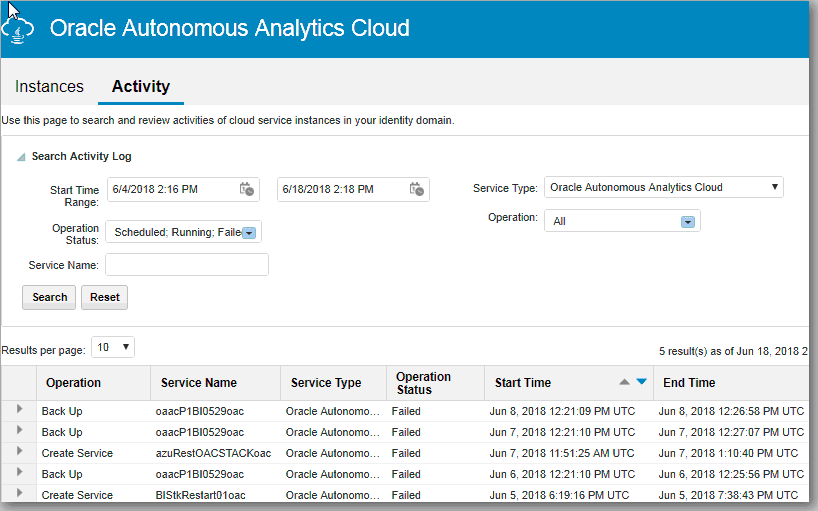 Oracle Autonomous Analytics Cloud
Instances Activity
Use this page to search and review activities of cloud service instances in your identity domain.
Search Activity Log
Start Time Range: 6/4/2018 2:16 PM 6/18/2018 2:18 PM Service Type: Oracle Autonomous Analytics Cloud
Operation Status: Scheduled; Running; Faile Operation: All
Service Name:
Search Reset
Results per page: 10 5 result(s) as of Jun 18, 2018 2
Operation Service Name Service Type Operation Status Start Time End Time
Back Up oaacP1BI0529oac Oracle Autonomo... Failed Jun 8, 2018 12:21:09 PM UTC Jun 8, 2018 12:26:58 PM UTC
Back Up oaacP1BI0529oac Oracle Autonomo... Failed Jun 7, 2018 12:21:10 PM UTC Jun 7, 2018 12:27:07 PM UTC
Create Service azuRestOACSTACKoac Oracle Autonomo... Failed Jun 7, 2018 11:51:25 AM UTC Jun 7, 2018 1:10:40 PM UTC
Back Up oaacP1BI0529oac Oracle Autonomo... Failed Jun 6, 2018 12:21:10 AM UTC Jun 6, 2018 12:25:56 PM UTC
Create Service BIStkRestart01oac Oracle Autonomo... Failed Jun 5, 2018 6:19:16 PM UTC Jun 5, 2018 7:38:43 PM UTC